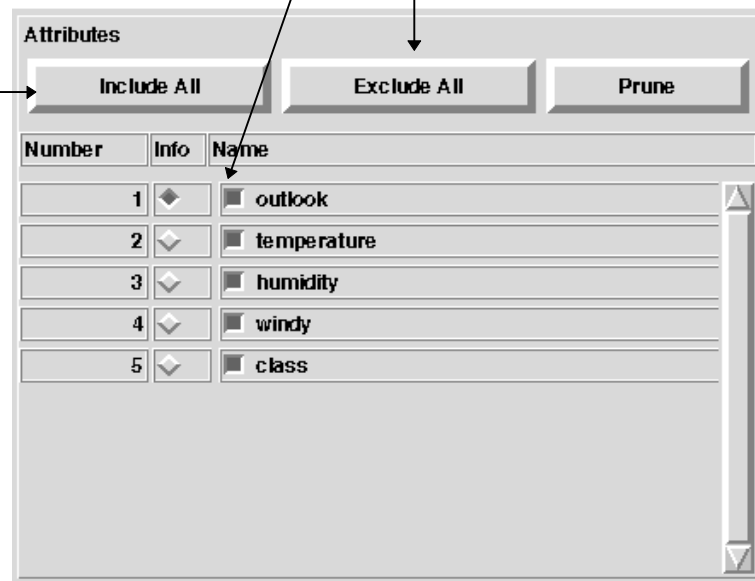 Attributes
Include All Exclude All Prune
Number Info Name
1 outlook
2 temperature
3 humidity
4 windy
5 class